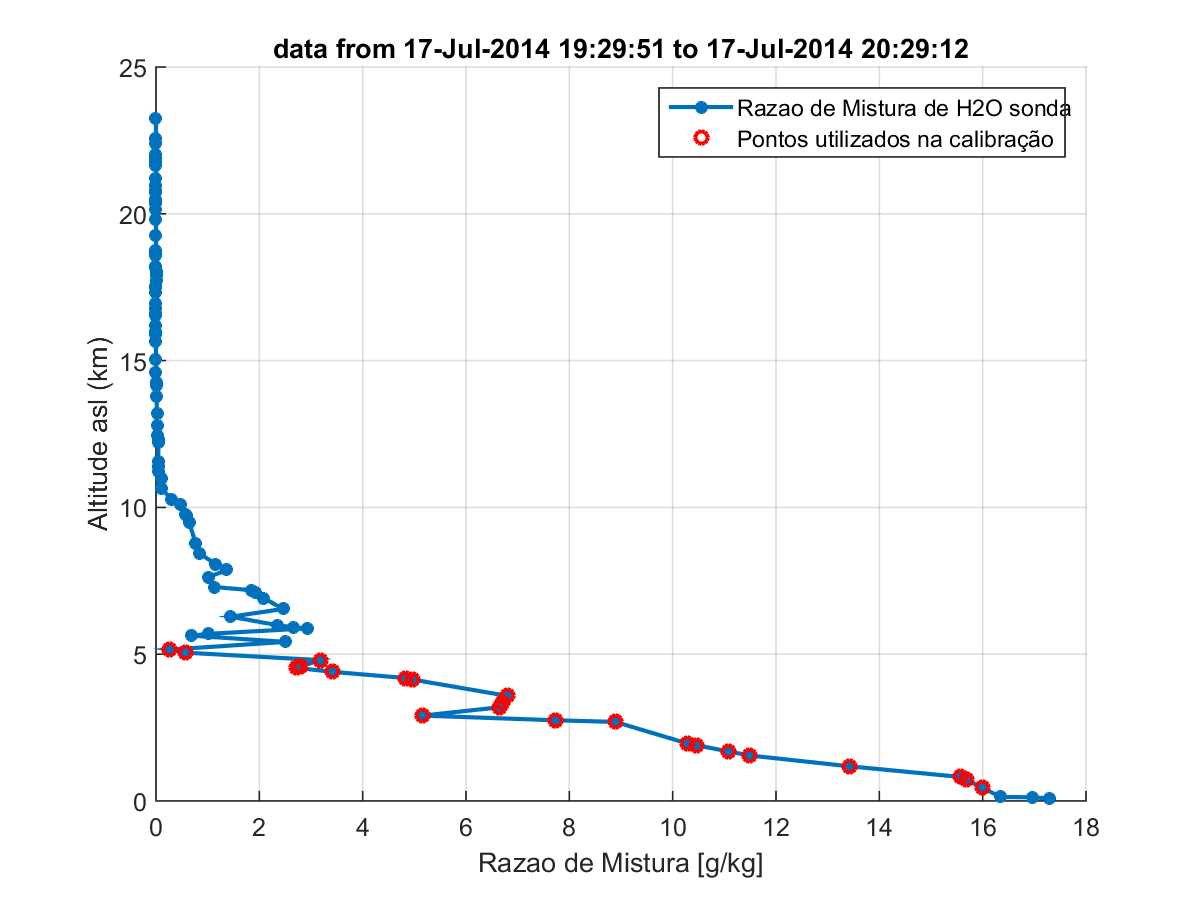 data from 17-Jul-2014 19:29:51 to 17-Jul-2014 20:29:12
Razao de Mistura de H2O sonda
Pontos utilizados na calibração
Altitude asl (km)
25
20
15
10
5
0
0 2 4 6 8 10 12 14 16 18
Razao de Mistura [g/kg]